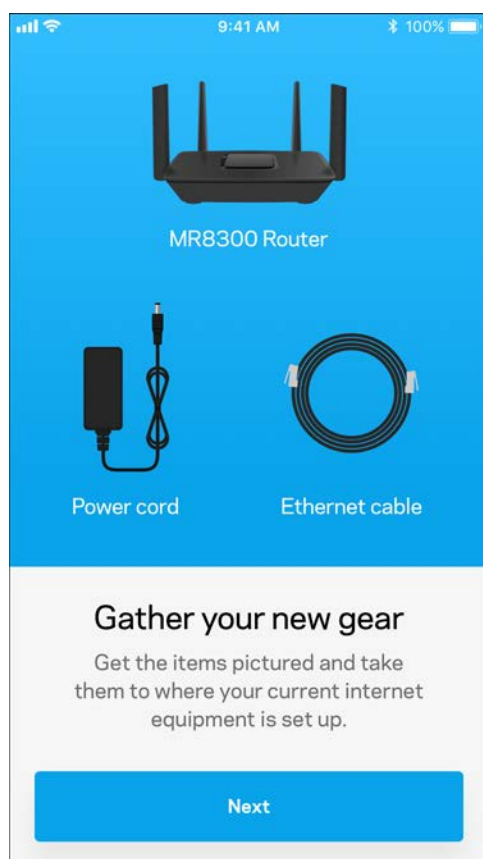 9:41 AM
100%
MR8300 Router
Power cord
Ethernet cable
Gather your new gear
Get the items pictured and take
them to where your current internet
equipment is set up.
Next